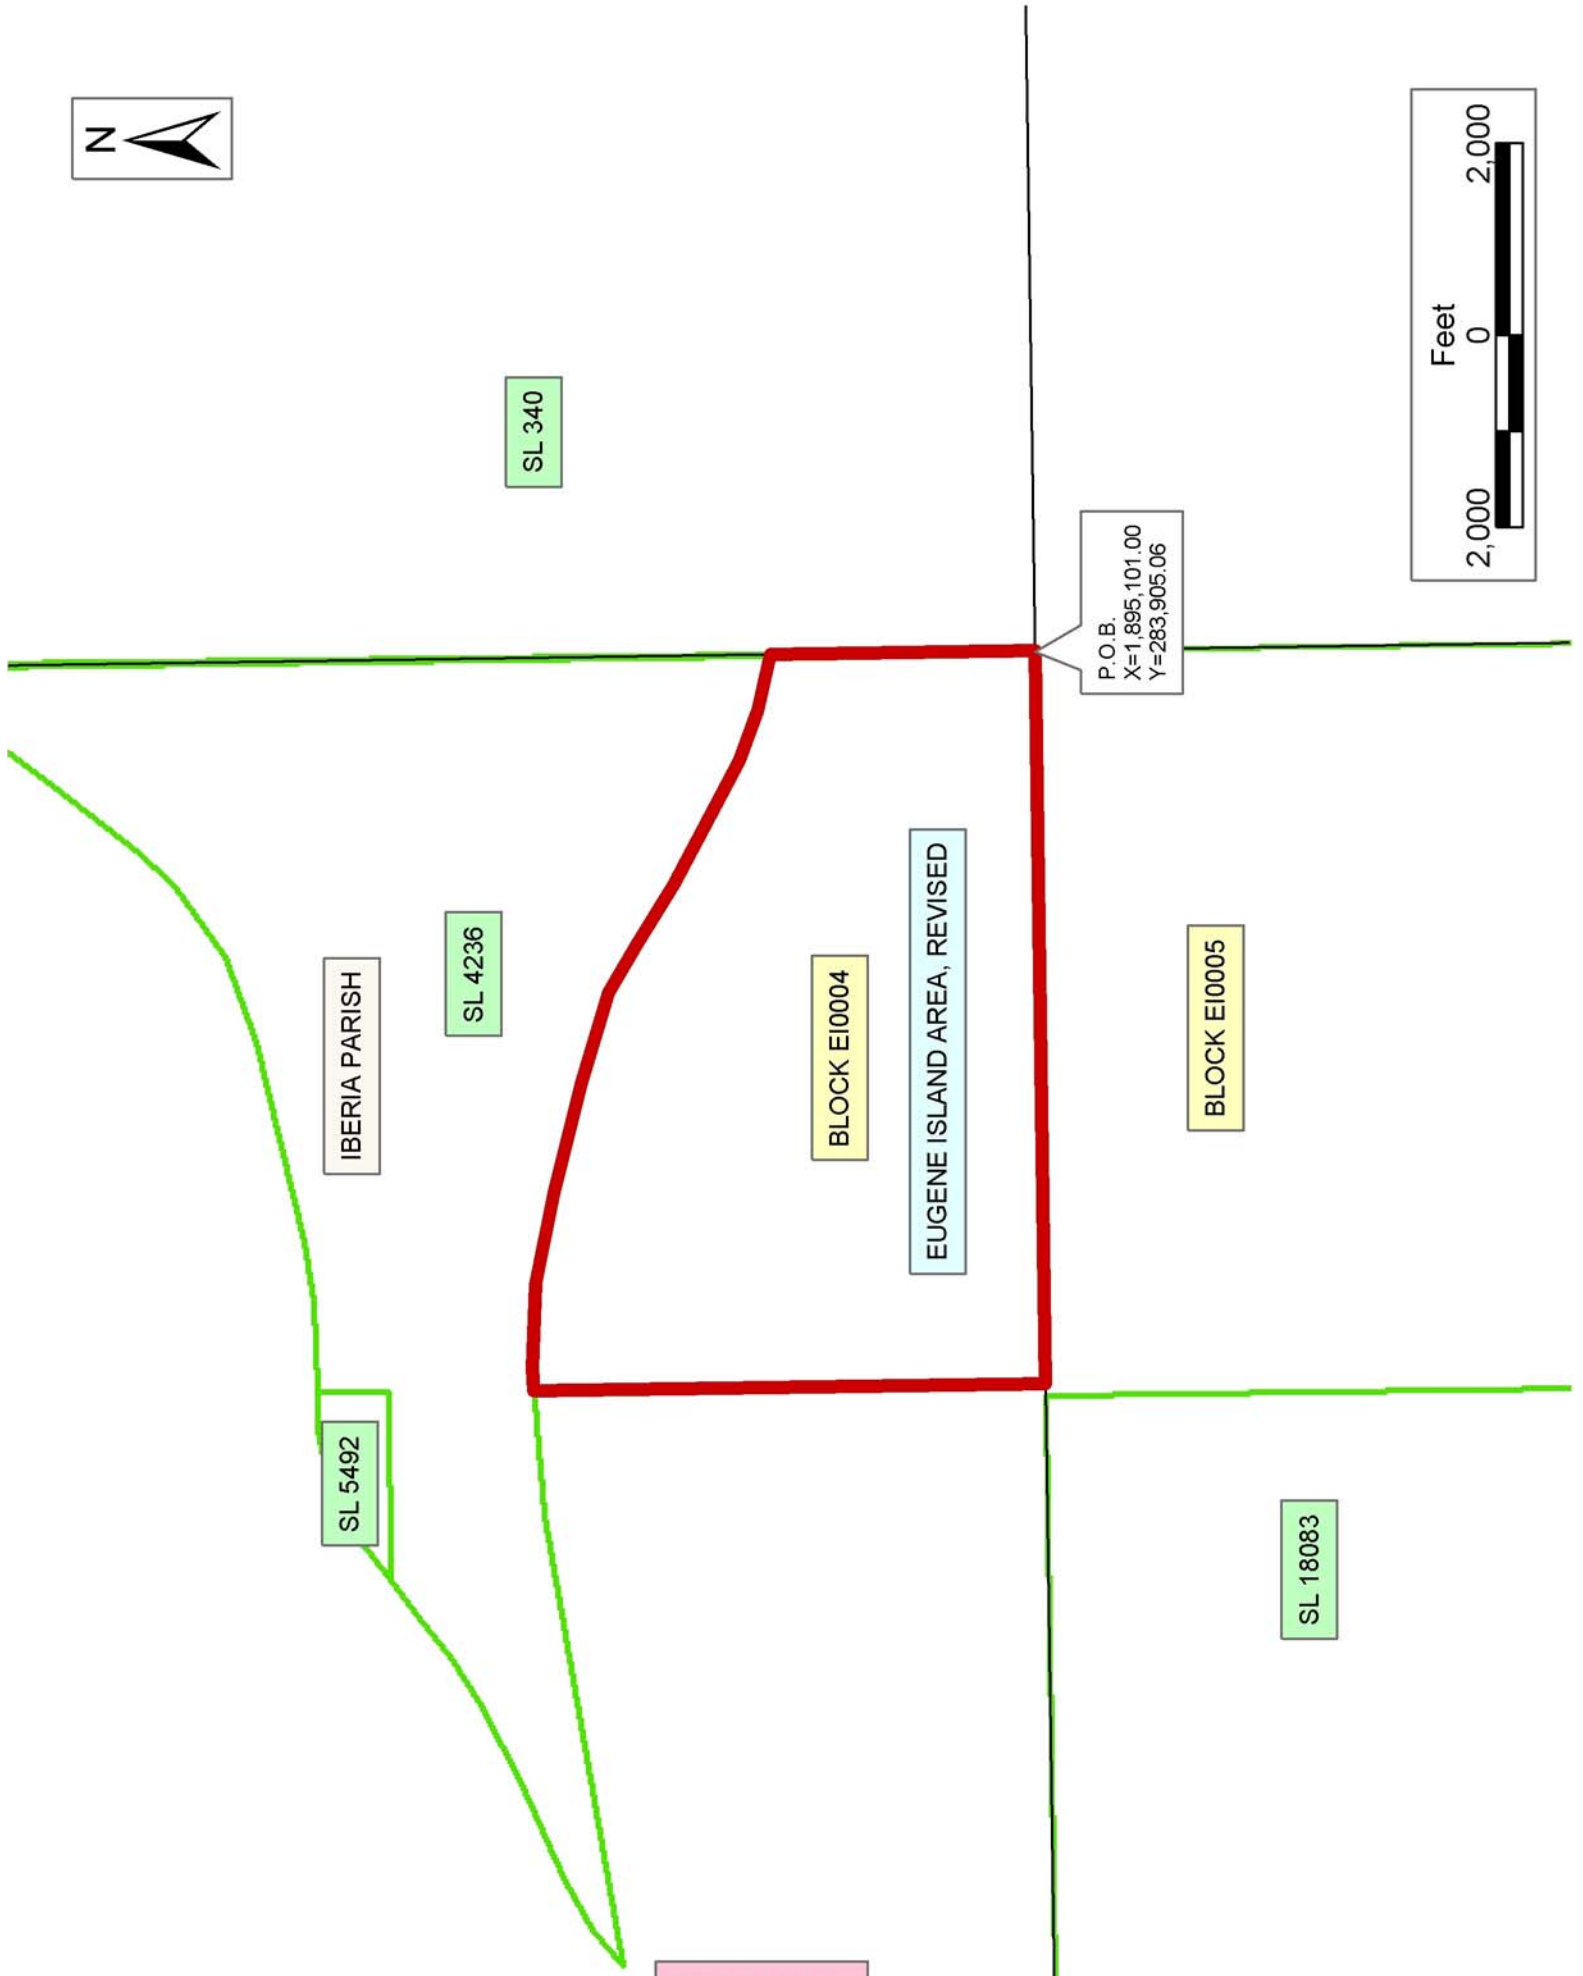 N
SL 340
IBERIA PARISH
SL 4236
SL 5492
BLOCK EI0004
EUGENE ISLAND AREA, REVISED
P.O.B.
X=1,895,101.00
Y=283,905.06
BLOCK EI0005
SL 18083
Feet
2,000 0 2,000